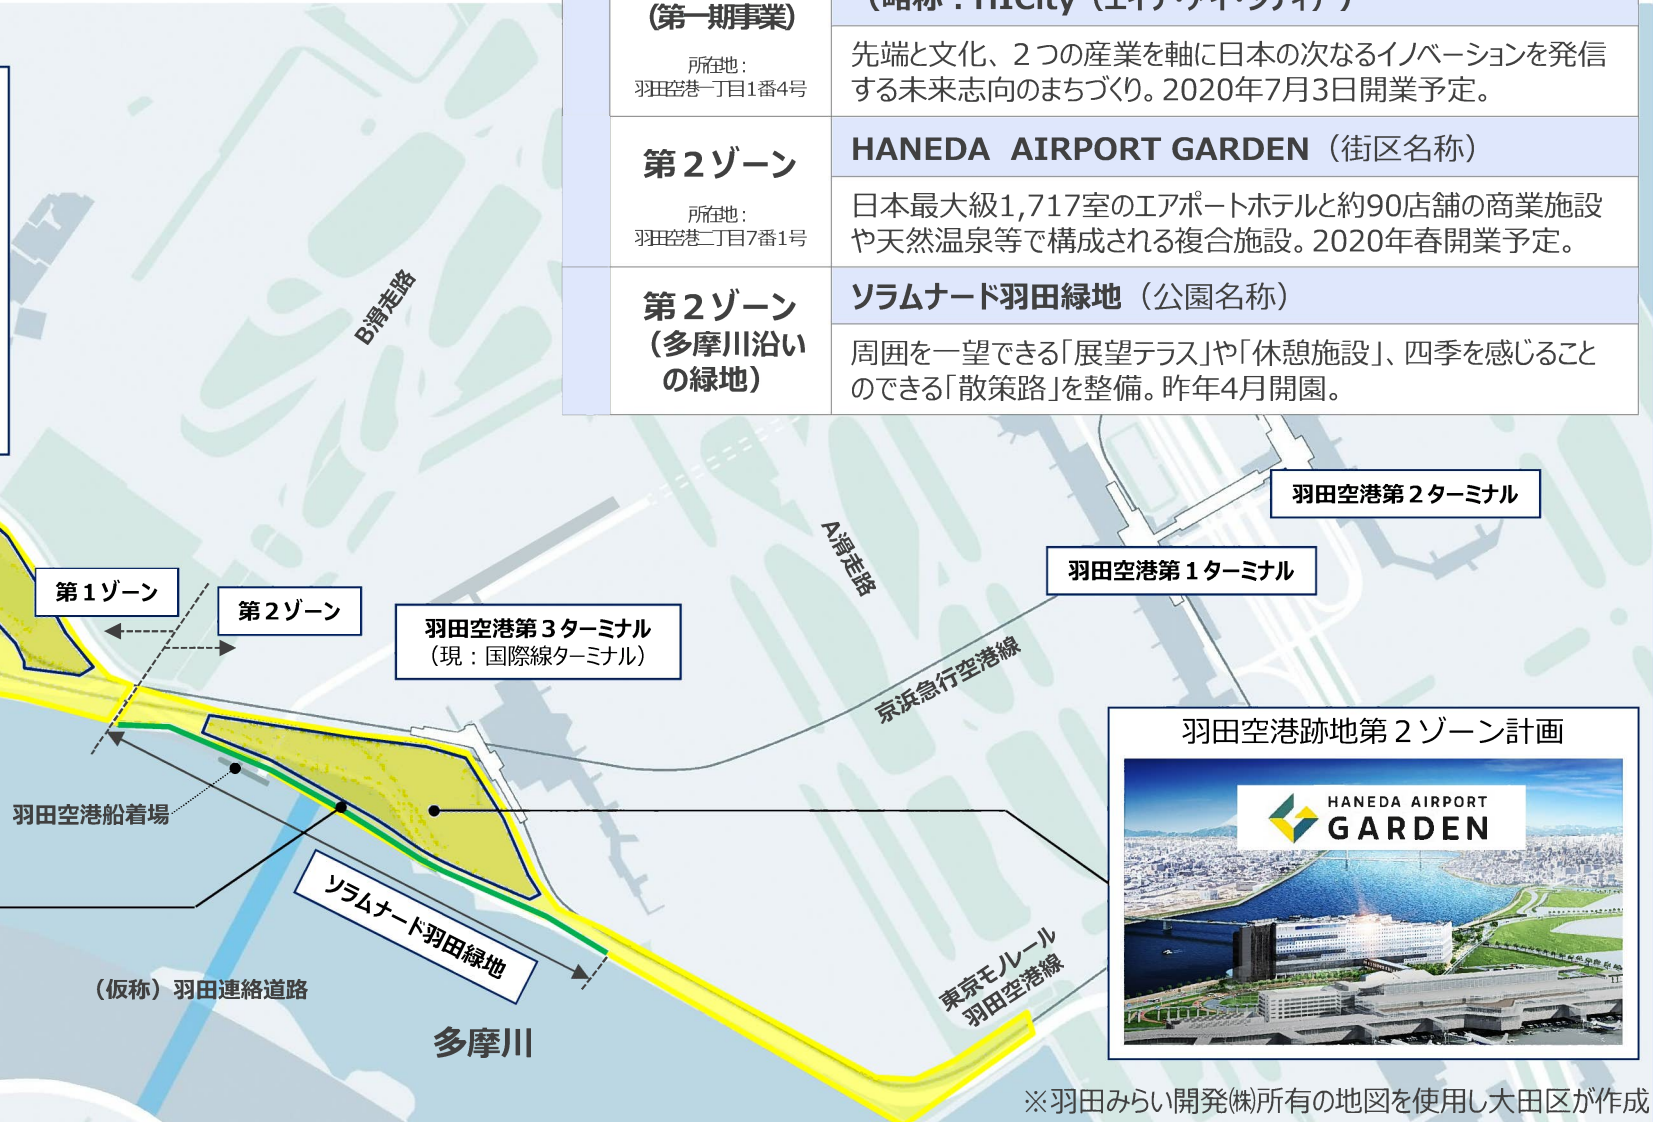 （第一期事業）
所在地：
羽田空港一丁目1番4号
（略称：HICity（エイチ・アイ・シティ））
先端と文化、２つの産業を軸に日本の次なるイノベーションを発信
する未来志向のまちづくり。2020年7月3日開業予定。
第２ゾーン
所在地：
羽田空港二丁目7番1号
HANEDA AIRPORT GARDEN（街区名称）
日本最大級1,717室のエアポートホテルと約90店舗の商業施設
や天然温泉等で構成される複合施設。2020年春開業予定。
第２ゾーン
（多摩川沿い
の緑地）
ソラムナード羽田緑地（公園名称）
周囲を一望できる「展望テラス」や「休憩施設」、四季を感じること
のできる「散策路」を整備。昨年4月開園。
B滑走路
A滑走路
羽田空港第２ターミナル
羽田空港第１ターミナル
第１ゾーン
第２ゾーン
羽田空港第３ターミナル
（現：国際線ターミナル）
京浜急行空港線
羽田空港船着場
ソラムナード羽田緑地
（仮称）羽田連絡道路
多摩川
東京モノレール
羽田空港線
羽田空港跡地第２ゾーン計画
HANEDA AIRPORT
GARDEN
※羽田みらい開発㈱所有の地図を使用し大田区が作成